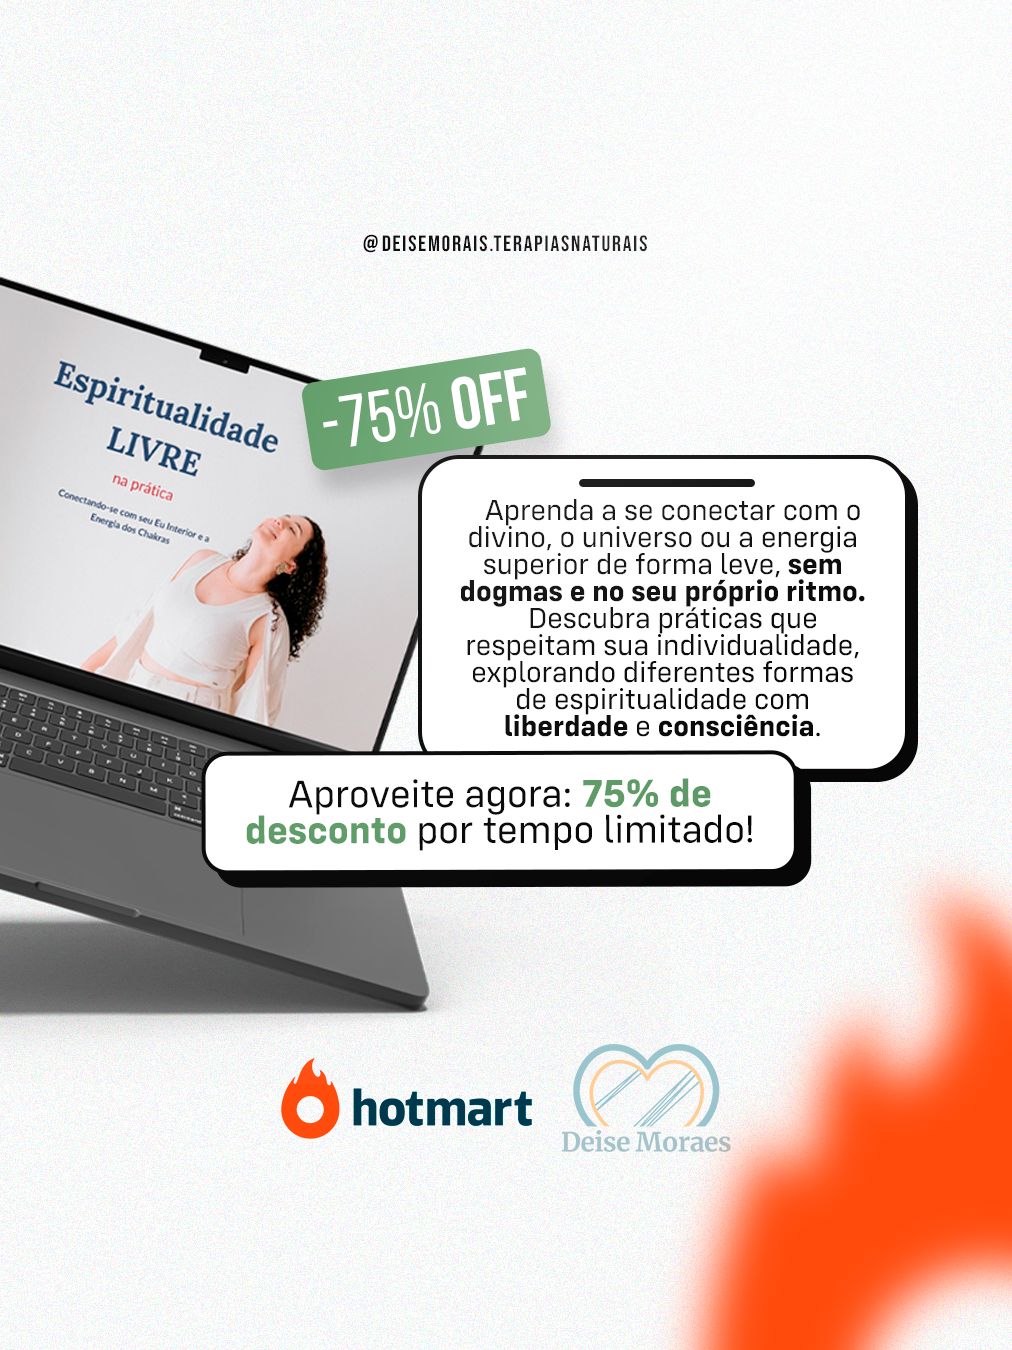 @DEISEMORAIS.TERAPIASNATURAIS
Espiritualidade
LIVRE
na prática
Conectando-se com seu Eu Interior e a
Energia dos Chakras
-75% OFF
Aprenda a se conectar com o
divino, o universo ou a energia
superior de forma leve, sem
dogmas e no seu próprio ritmo.
Descubra práticas que
respeitam sua individualidade,
explorando diferentes formas
de espiritualidade com
liberdade e consciência.
Aproveite agora: 75% de
desconto por tempo limitado!
hotmart
Deise Moraes